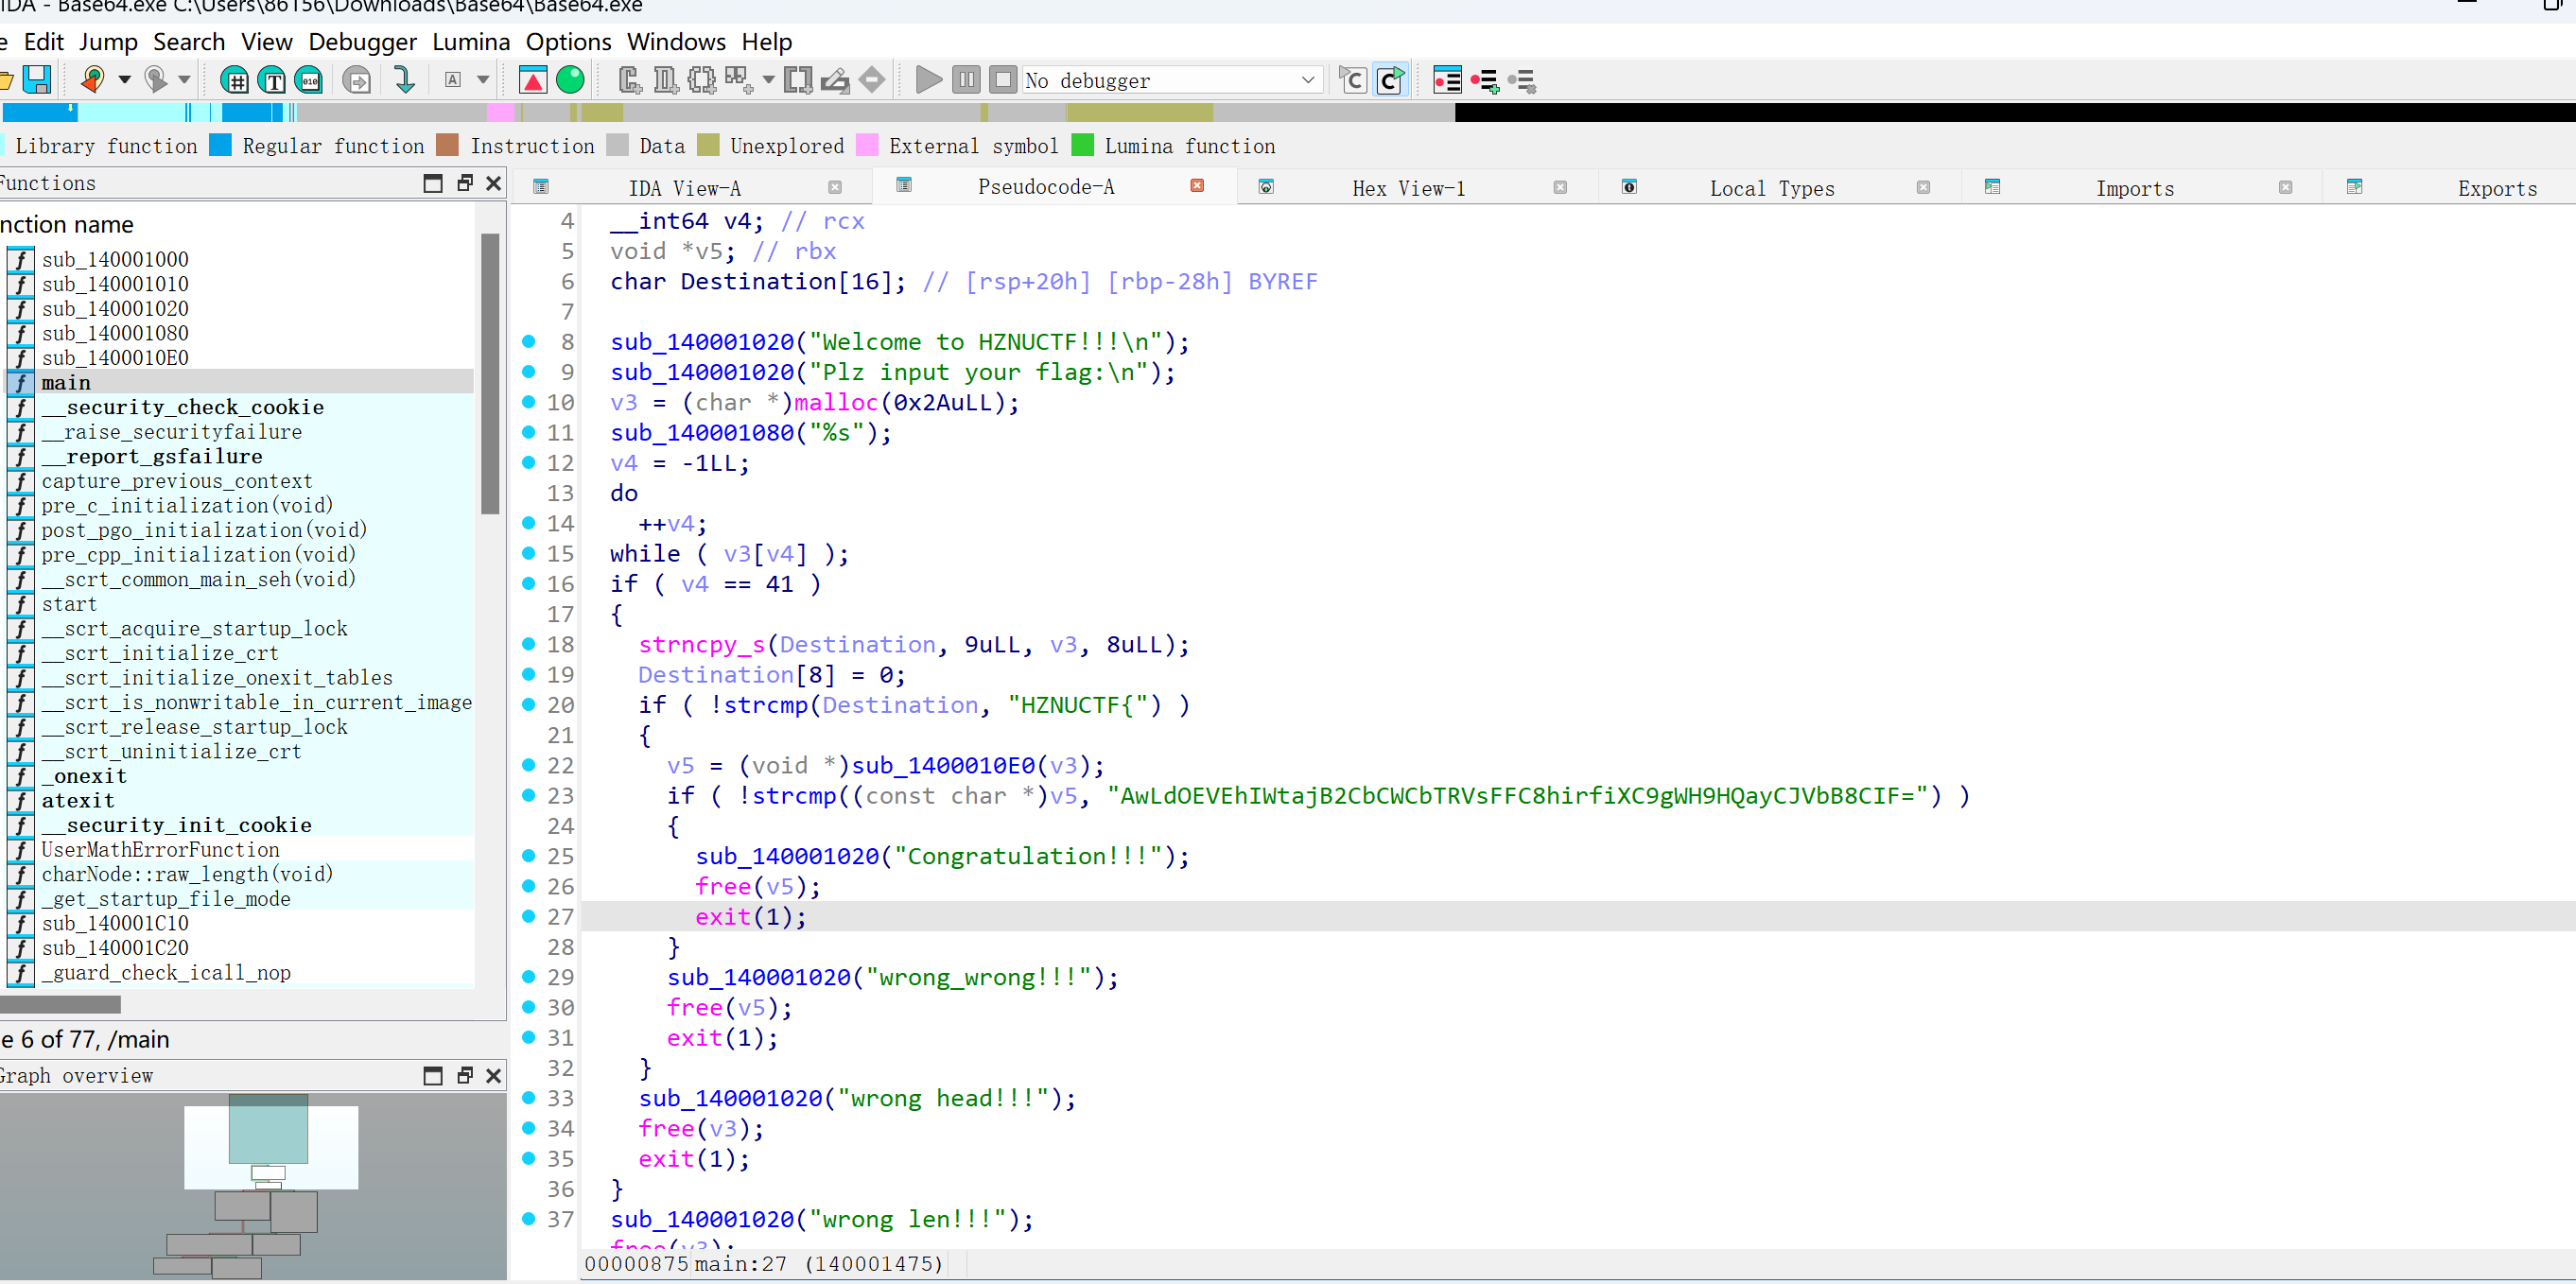 IDA - Base64.exe C:\Users\86156\Downloads\Base64\Base64.exe
e Edit Jump Search View Debugger Lumina Options Windows Help
No debugger
Library function Regular function Instruction Data Unexplored External symbol Lumina function
Functions
IDA View-A Pseudocode-A Hex View-1 Local Types Imports Exports
nction name
sub_140001000
sub_140001010
sub_140001020
sub_140001080
sub_1400010E0
main
__security_check_cookie
__raise_securityfailure
__report_gsfailure
capture_previous_context
pre_c_initialization(void)
post_pgo_initialization(void)
pre_cpp_initialization(void)
__scrt_common_main_seh(void)
start
__scrt_acquire_startup_lock
__scrt_initialize_crt
__scrt_initialize_onexit_tables
__scrt_is_nonwritable_in_current_image
__scrt_release_startup_lock
__scrt_uninitialize_crt
_onexit
atexit
__security_init_cookie
UserMathErrorFunction
charNode::raw_length(void)
_get_startup_file_mode
sub_140001C10
sub_140001C20
_guard_check_icall_nop
e 6 of 77, /main
Graph overview
4 __int64 v4; // rcx
5 void *v5; // rbx
6 char Destination[16]; // [rsp+20h] [rbp-28h] BYREF
7
8 sub_140001020("Welcome to HZNUCTF!!!\n");
9 sub_140001020("Plz input your flag:\n");
10 v3 = (char *)malloc(0x2AuLL);
11 sub_140001080("%s");
12 v4 = -1LL;
13 do
14 ++v4;
15 while ( v3[v4] );
16 if ( v4 == 41 )
17 {
18 strncpy_s(Destination, 9uLL, v3, 8uLL);
19 Destination[8] = 0;
20 if ( !strcmp(Destination, "HZNUCTF{") )
21 {
22 v5 = (void *)sub_1400010E0(v3);
23 if ( !strcmp((const char *)v5, "AwLdOEVEhIWtajB2CbCWCbTRVsFFC8hirfiXC9gWH9HQayCJVbB8CIF=") )
24 {
25 sub_140001020("Congratulation!!!");
26 free(v5);
27 exit(1);
28 }
29 sub_140001020("wrong_wrong!!!");
30 free(v5);
31 exit(1);
32 }
33 sub_140001020("wrong head!!!");
34 free(v3);
35 exit(1);
36 }
37 sub_140001020("wrong len!!!");
free(v3);
00000875 main:27 (140001475)